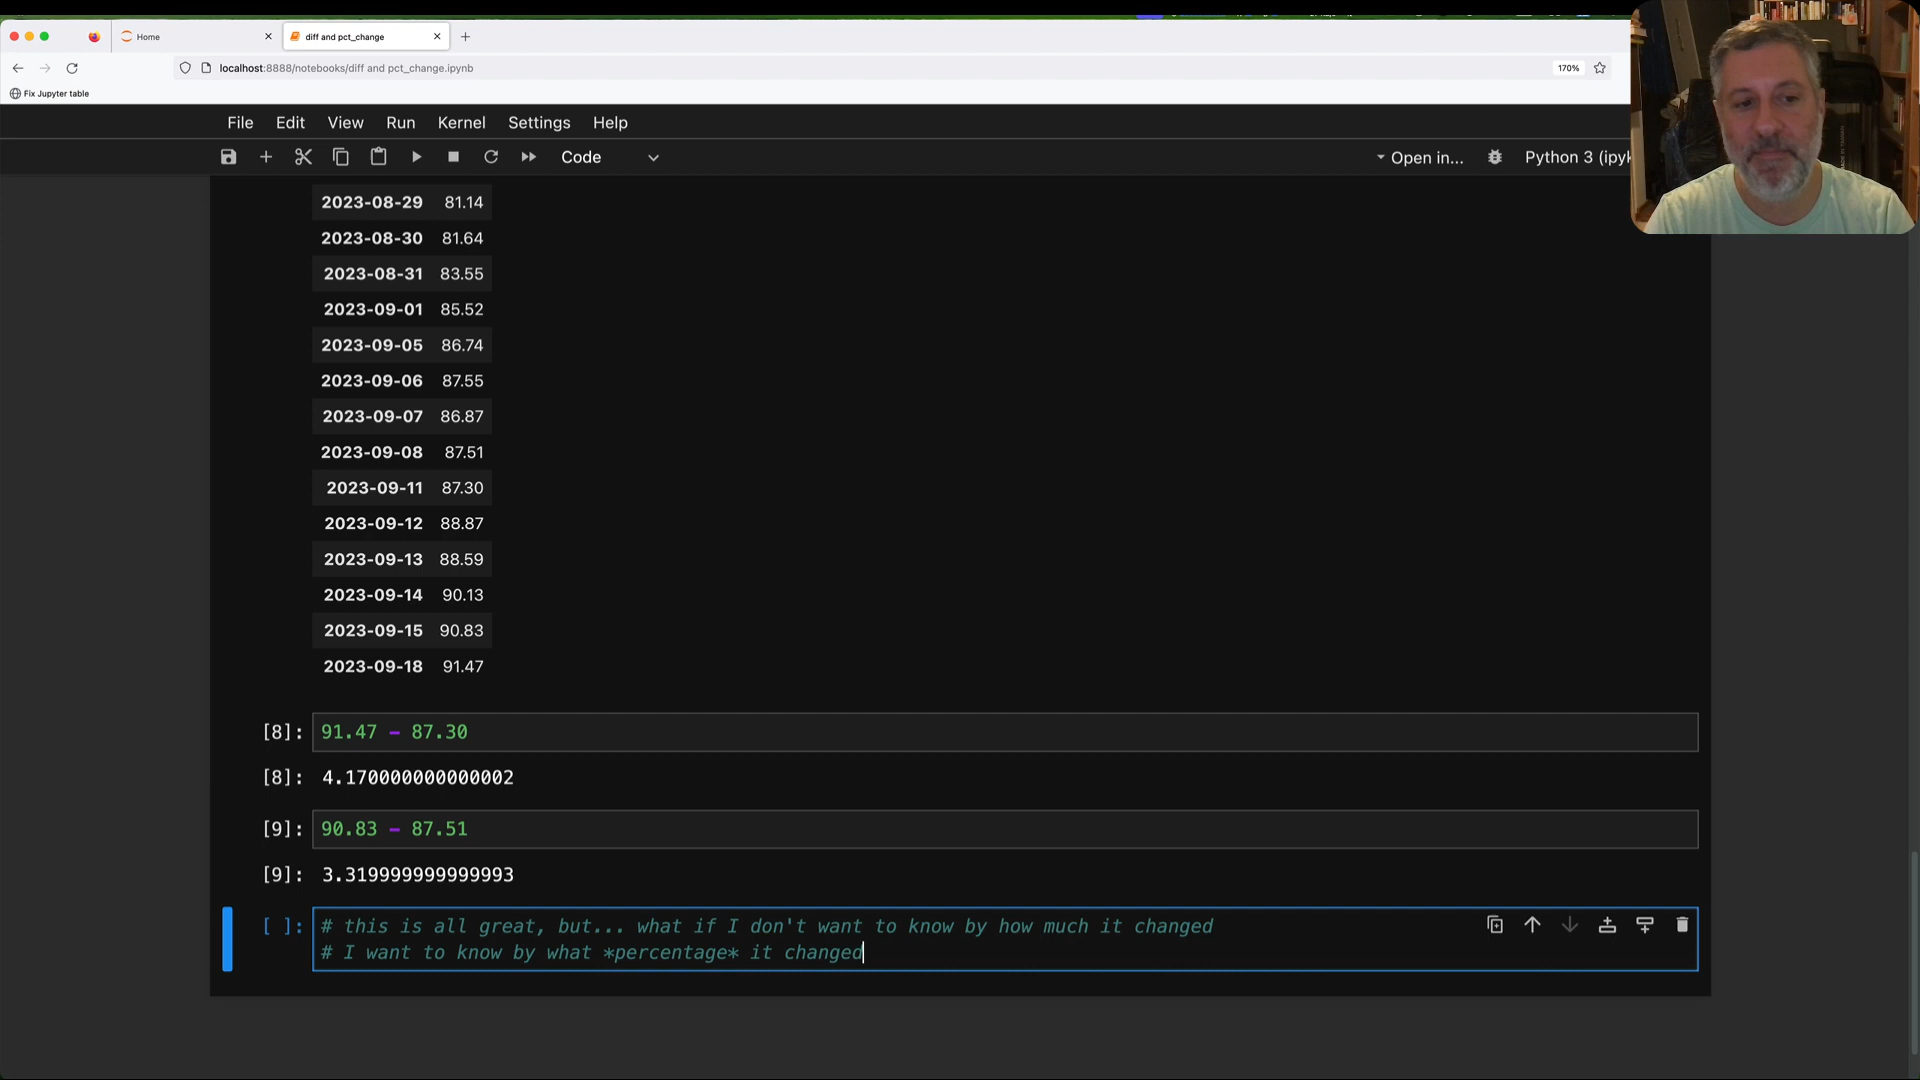 Home
diff and pct_change
localhost:8888/notebooks/diff and pct_change.ipynb
170%
Fix Jupyter table
File Edit View Run Kernel Settings Help
Code
Open in...
Python 3 (ipyk
2023-08-29 81.14
2023-08-30 81.64
2023-08-31 83.55
2023-09-01 85.52
2023-09-05 86.74
2023-09-06 87.55
2023-09-07 86.87
2023-09-08 87.51
2023-09-11 87.30
2023-09-12 88.87
2023-09-13 88.59
2023-09-14 90.13
2023-09-15 90.83
2023-09-18 91.47
[8]: 91.47 - 87.30
[8]: 4.170000000000002
[9]: 90.83 - 87.51
[9]: 3.319999999999993
[ ]: # this is all great, but... what if I don't want to know by how much it changed
# I want to know by what *percentage* it changed